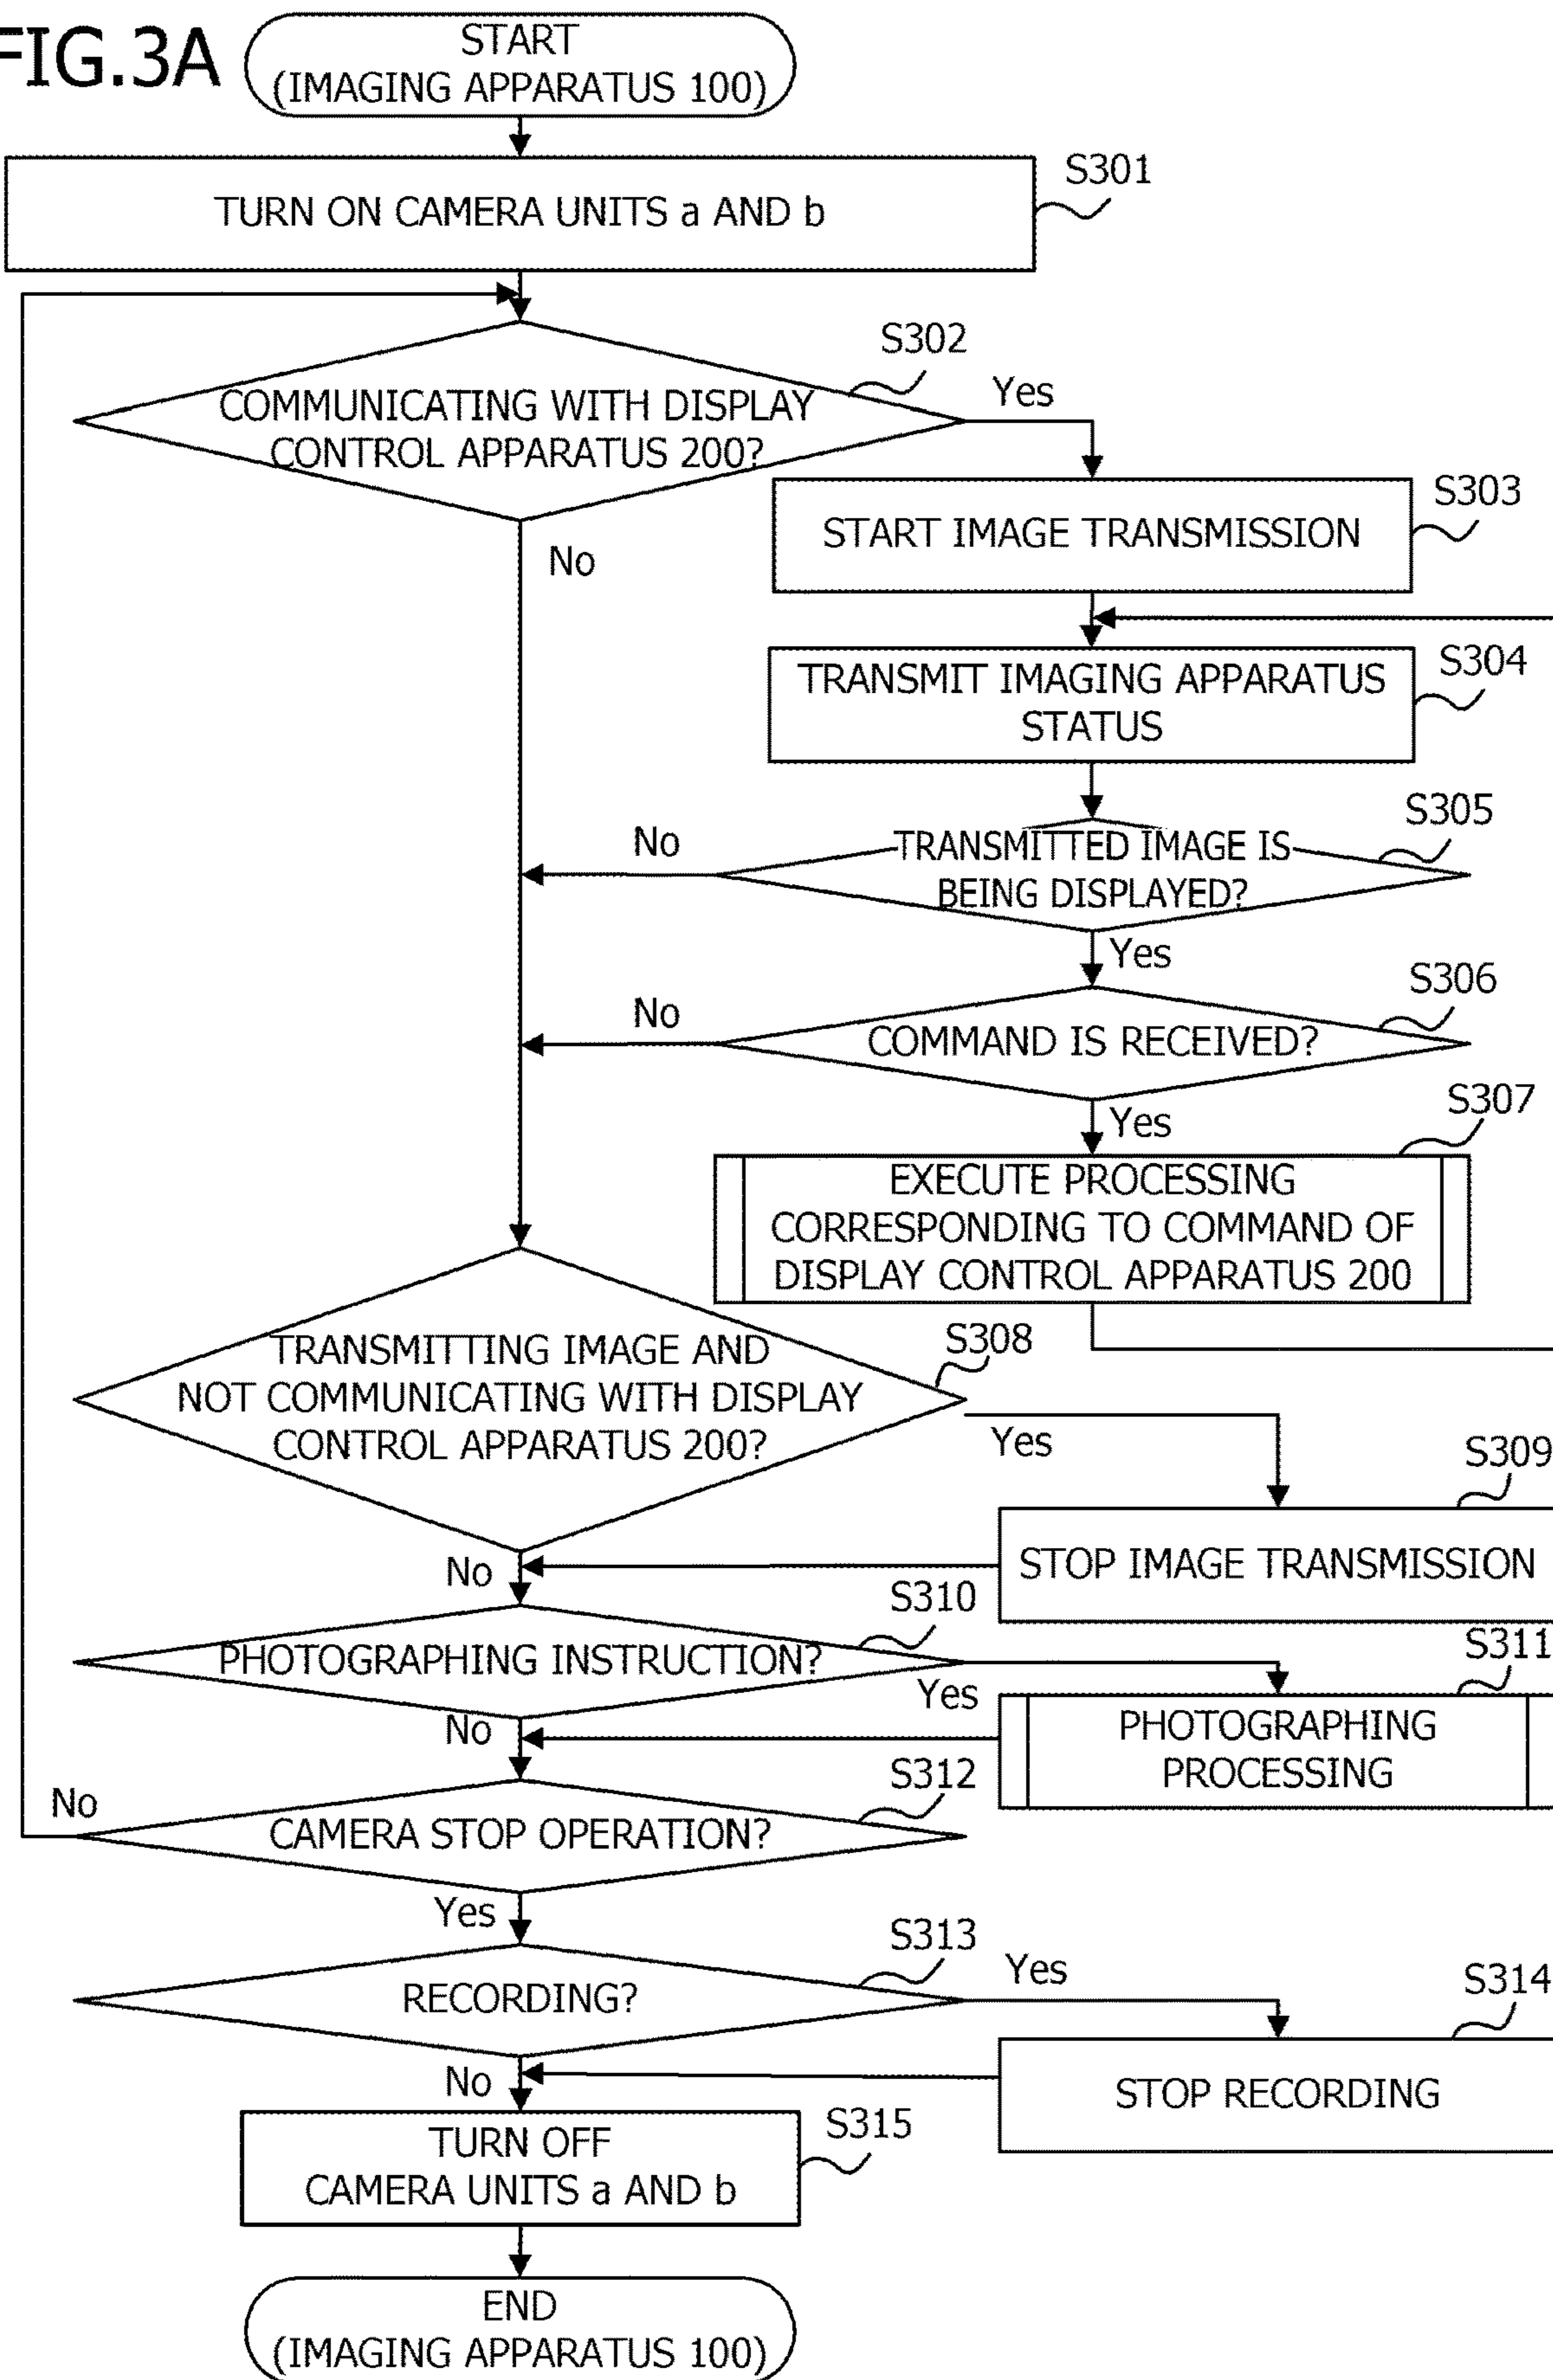 FIG.3A
START
(IMAGING APPARATUS 100)
S301
TURN ON CAMERA UNITS a AND b
S302
COMMUNICATING WITH DISPLAY
CONTROL APPARATUS 200?
Yes
No
S303
START IMAGE TRANSMISSION
S304
TRANSMIT IMAGING APPARATUS
STATUS
S305
TRANSMITTED IMAGE IS
BEING DISPLAYED?
No
Yes
S306
COMMAND IS RECEIVED?
No
Yes
S307
EXECUTE PROCESSING
CORRESPONDING TO COMMAND OF
DISPLAY CONTROL APPARATUS 200
S308
TRANSMITTING IMAGE AND
NOT COMMUNICATING WITH DISPLAY
CONTROL APPARATUS 200?
Yes
No
S309
STOP IMAGE TRANSMISSION
S310
PHOTOGRAPHING INSTRUCTION?
Yes
No
S311
PHOTOGRAPHING
PROCESSING
S312
CAMERA STOP OPERATION?
No
Yes
S313
RECORDING?
Yes
No
S314
STOP RECORDING
S315
TURN OFF
CAMERA UNITS a AND b
END
(IMAGING APPARATUS 100)